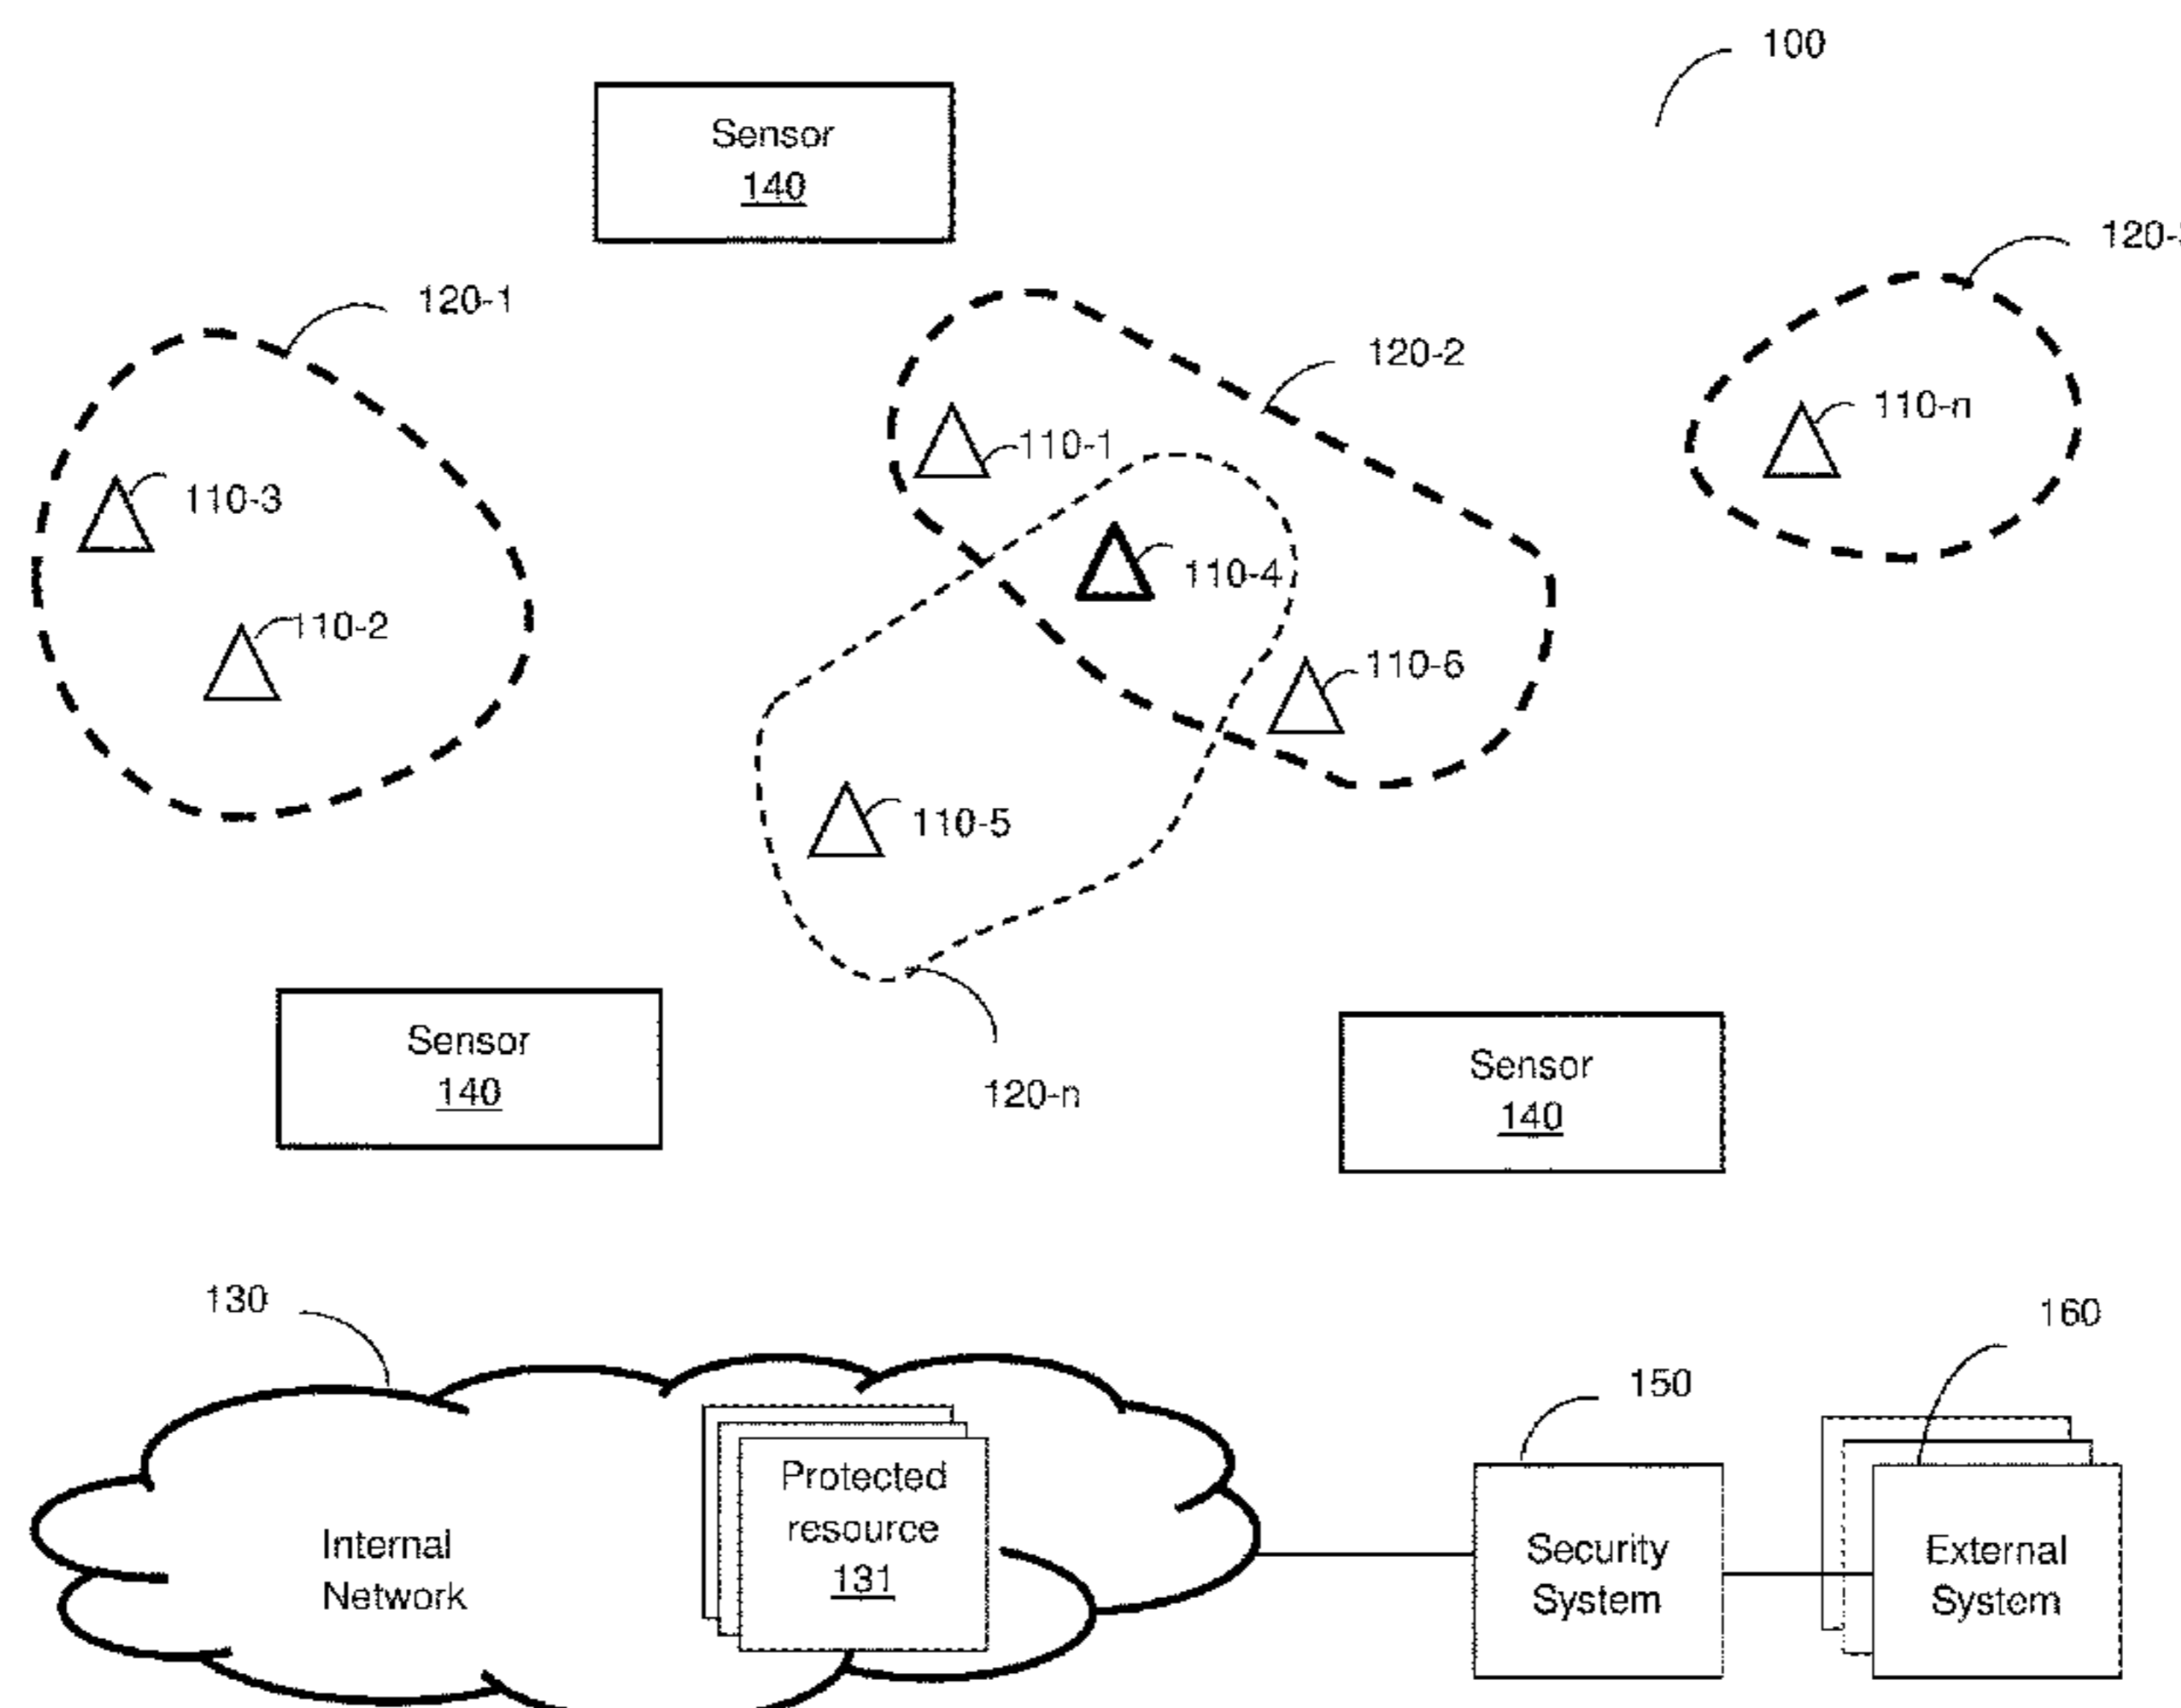 100
Sensor
140
120-
120-1
120-2
110-n
110-1
110-3
110-4
110-2
110-6
110-5
Sensor
140
Sensor
140
120-n
130
160
150
Protected
resource
131
Internal
Network
Security
System
External
System